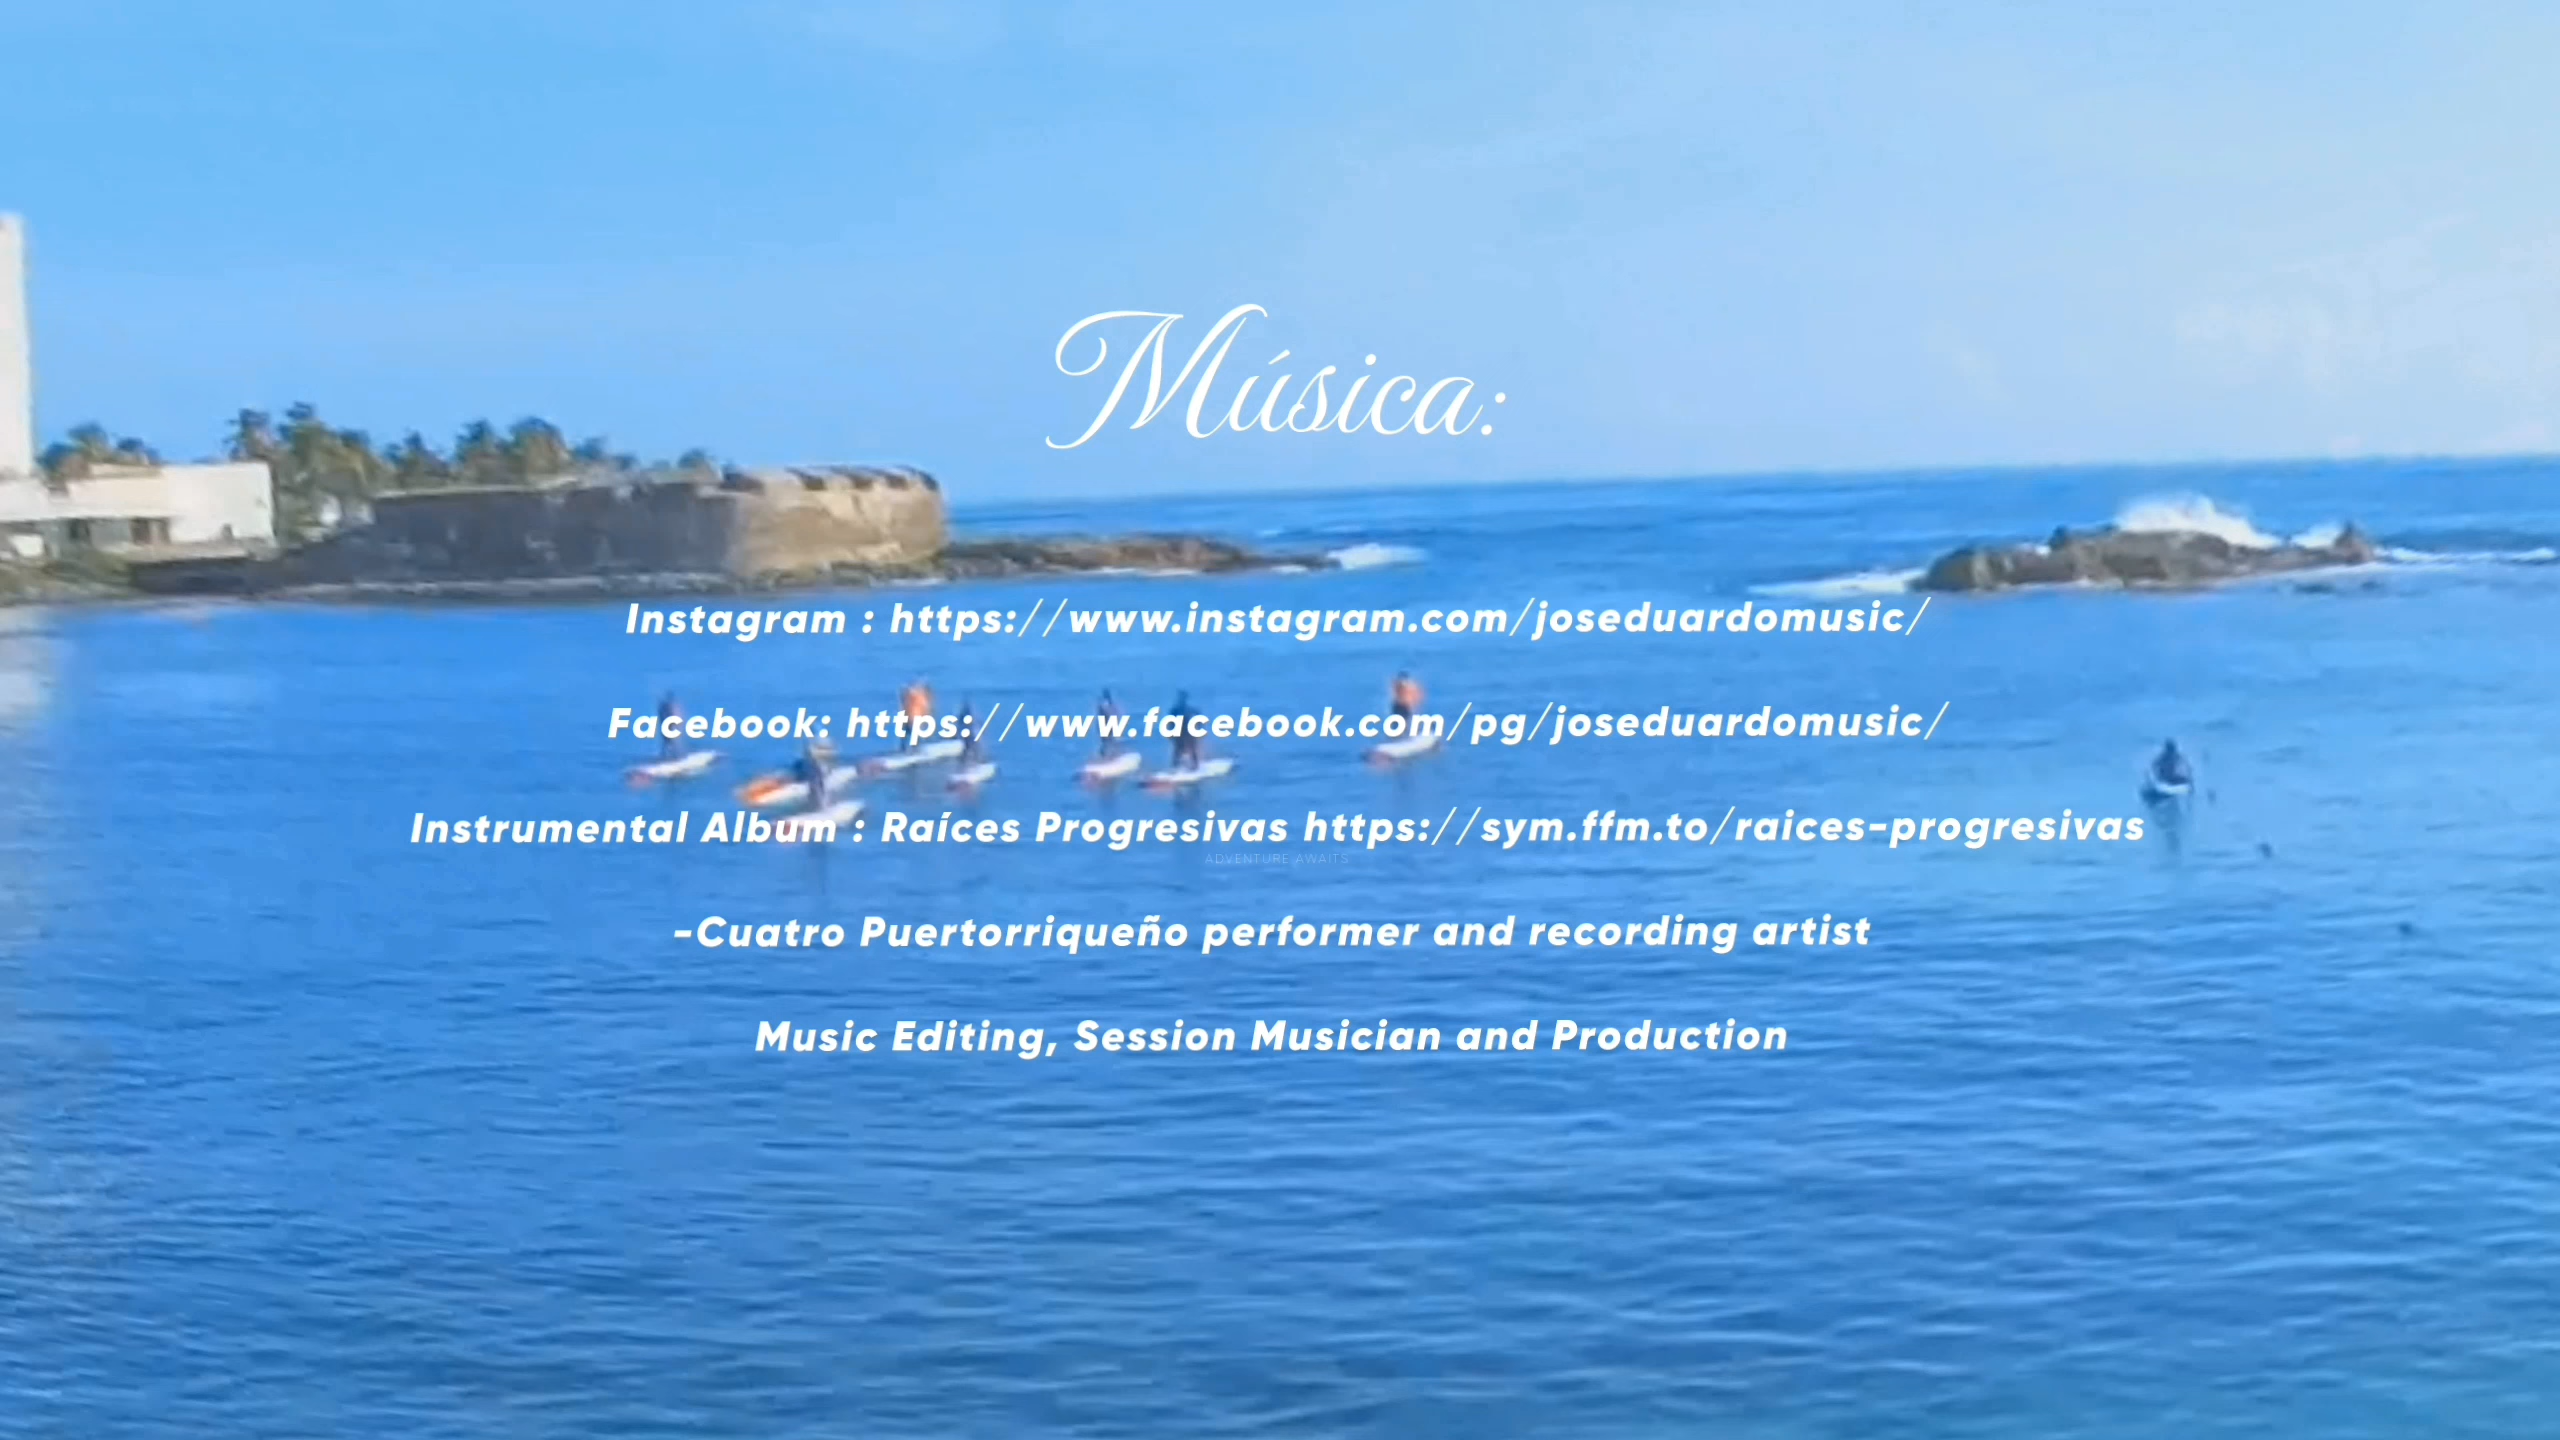 Música:
Instagram : https://www.instagram.com/joseduardomusic/
Facebook: https://www.facebook.com/pg/joseduardomusic/
Instrumental Album : Raíces Progresivas https://sym.ffm.to/raices-progresivas
ADVENTURE AWAITS
-Cuatro Puertorriqueño performer and recording artist
Music Editing, Session Musician and Production